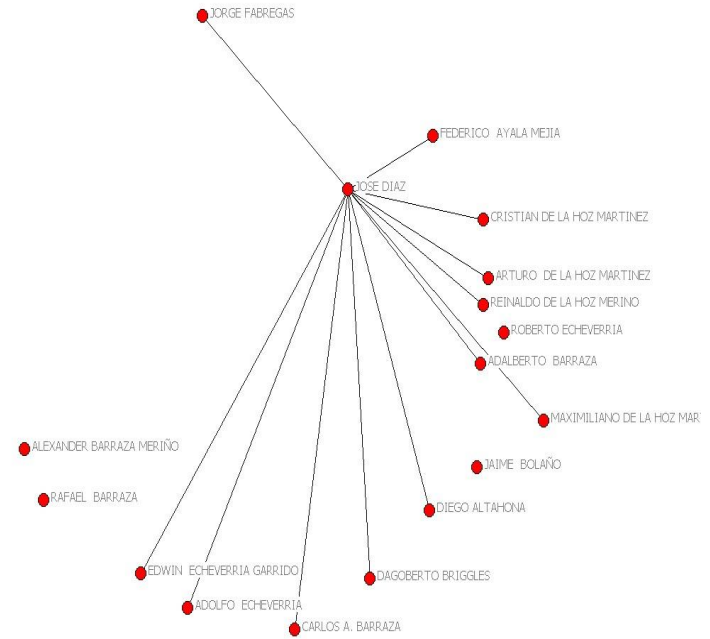 JORGE FABREGAS
FEDERICO AYALA MEJIA
JOSE DIAZ
CRISTIAN DE LA HOZ MARTINEZ
ARTURO DE LA HOZ MARTINEZ
REINALDO DE LA HOZ MERINO
ROBERTO ECHEVERRIA
ADALBERTO BARRAZA
MAXIMILIANO DE LA HOZ MAR
ALEXANDER BARRAZA MERIÑO
JAIME BOLAÑO
RAFAEL BARRAZA
DIEGO ALTAHONA
EDWIN ECHEVERRIA GARRIDO
DAGOBERTO BRIGGLES
ADOLFO ECHEVERRIA
CARLOS A. BARRAZA